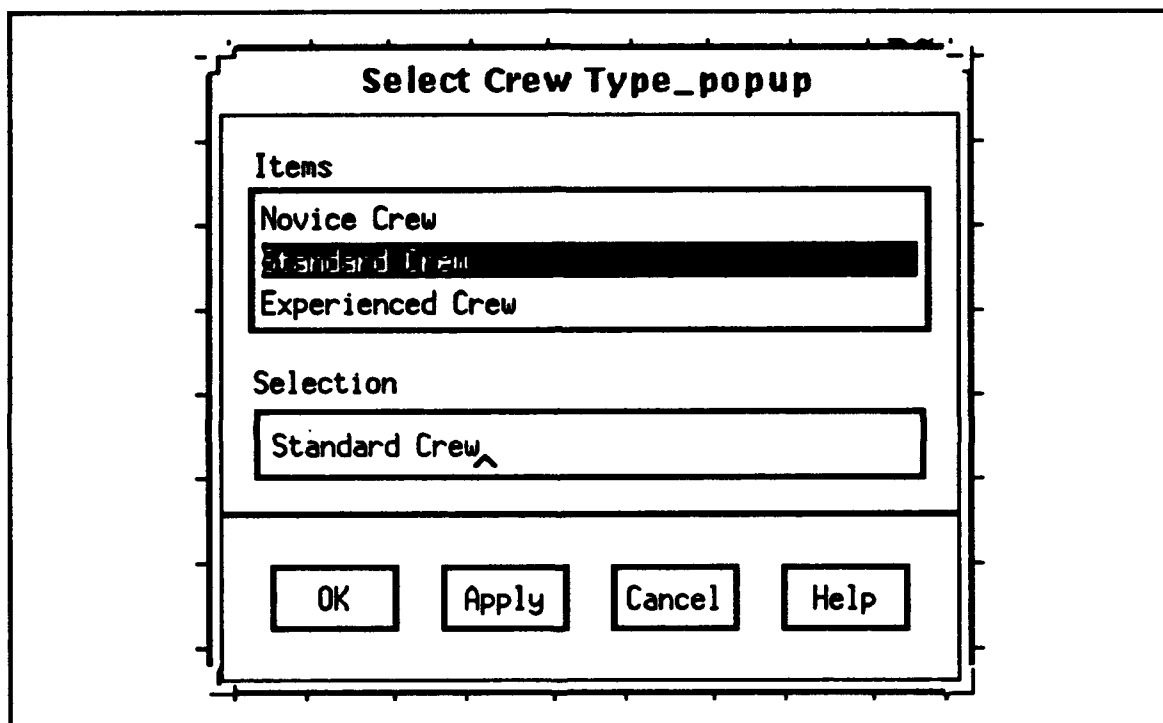 Select Crew Type_popup
Items
Novice Crew
Standard Crew
Experienced Crew
Selection
Standard Crew
OK Apply Cancel Help